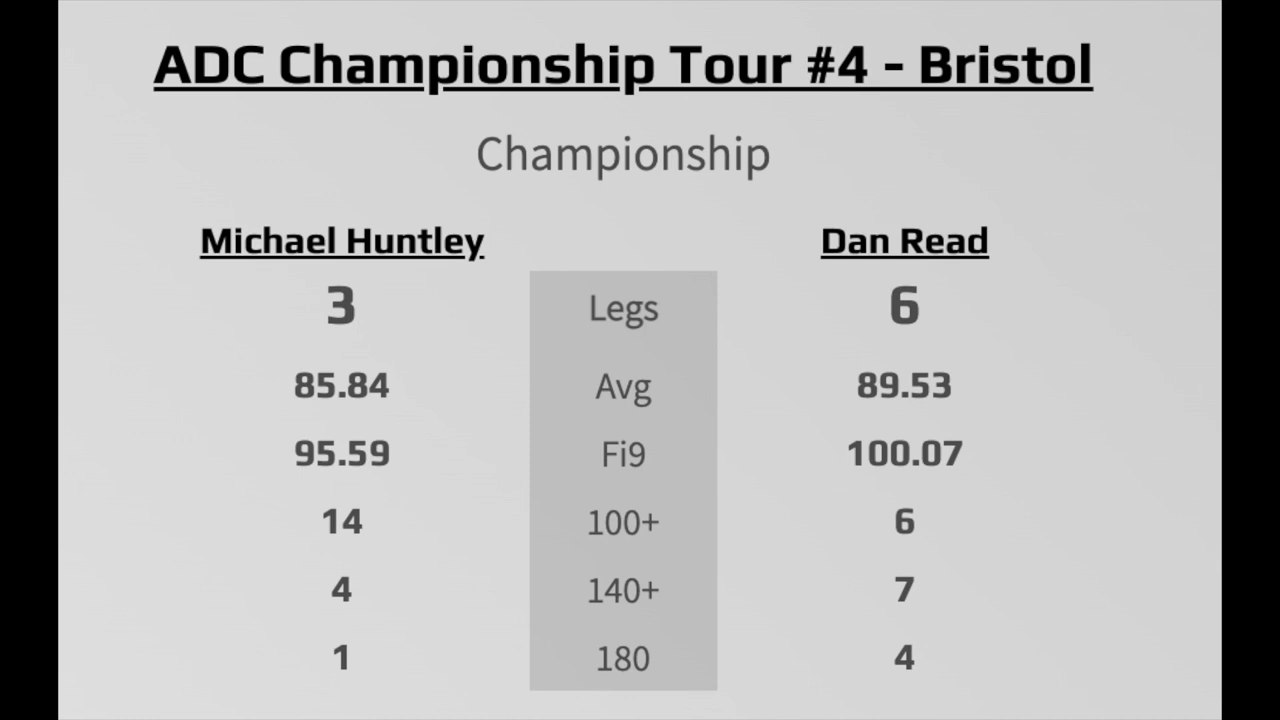 ADC Championship Tour #4 - Bristol
Championship
Michael Huntley Dan Read
3 Legs 6
85.84 Avg 89.53
95.59 Fi9 100.07
14 100+ 6
4 140+ 7
1 180 4